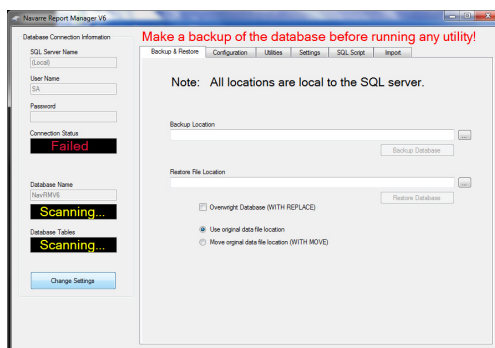 Navarre Report Manager V6
Make a backup of the database before running any utility!
Database Connection Information
SQL Server Name
(Local)
User Name
SA
Password
Connection Status
Failed
Database Name
NavRMV6
Scanning...
Database Tables
Scanning...
Change Settings
Backup & Restore Configuration Utilities Settings SQL Script Import
Note: All locations are local to the SQL server.
Backup Location
...
Backup Database
Restore File Location
...
Restore Database
Overwright Database (WITH REPLACE)
Use original data file location
Move orginal data file location (WITH MOVE)